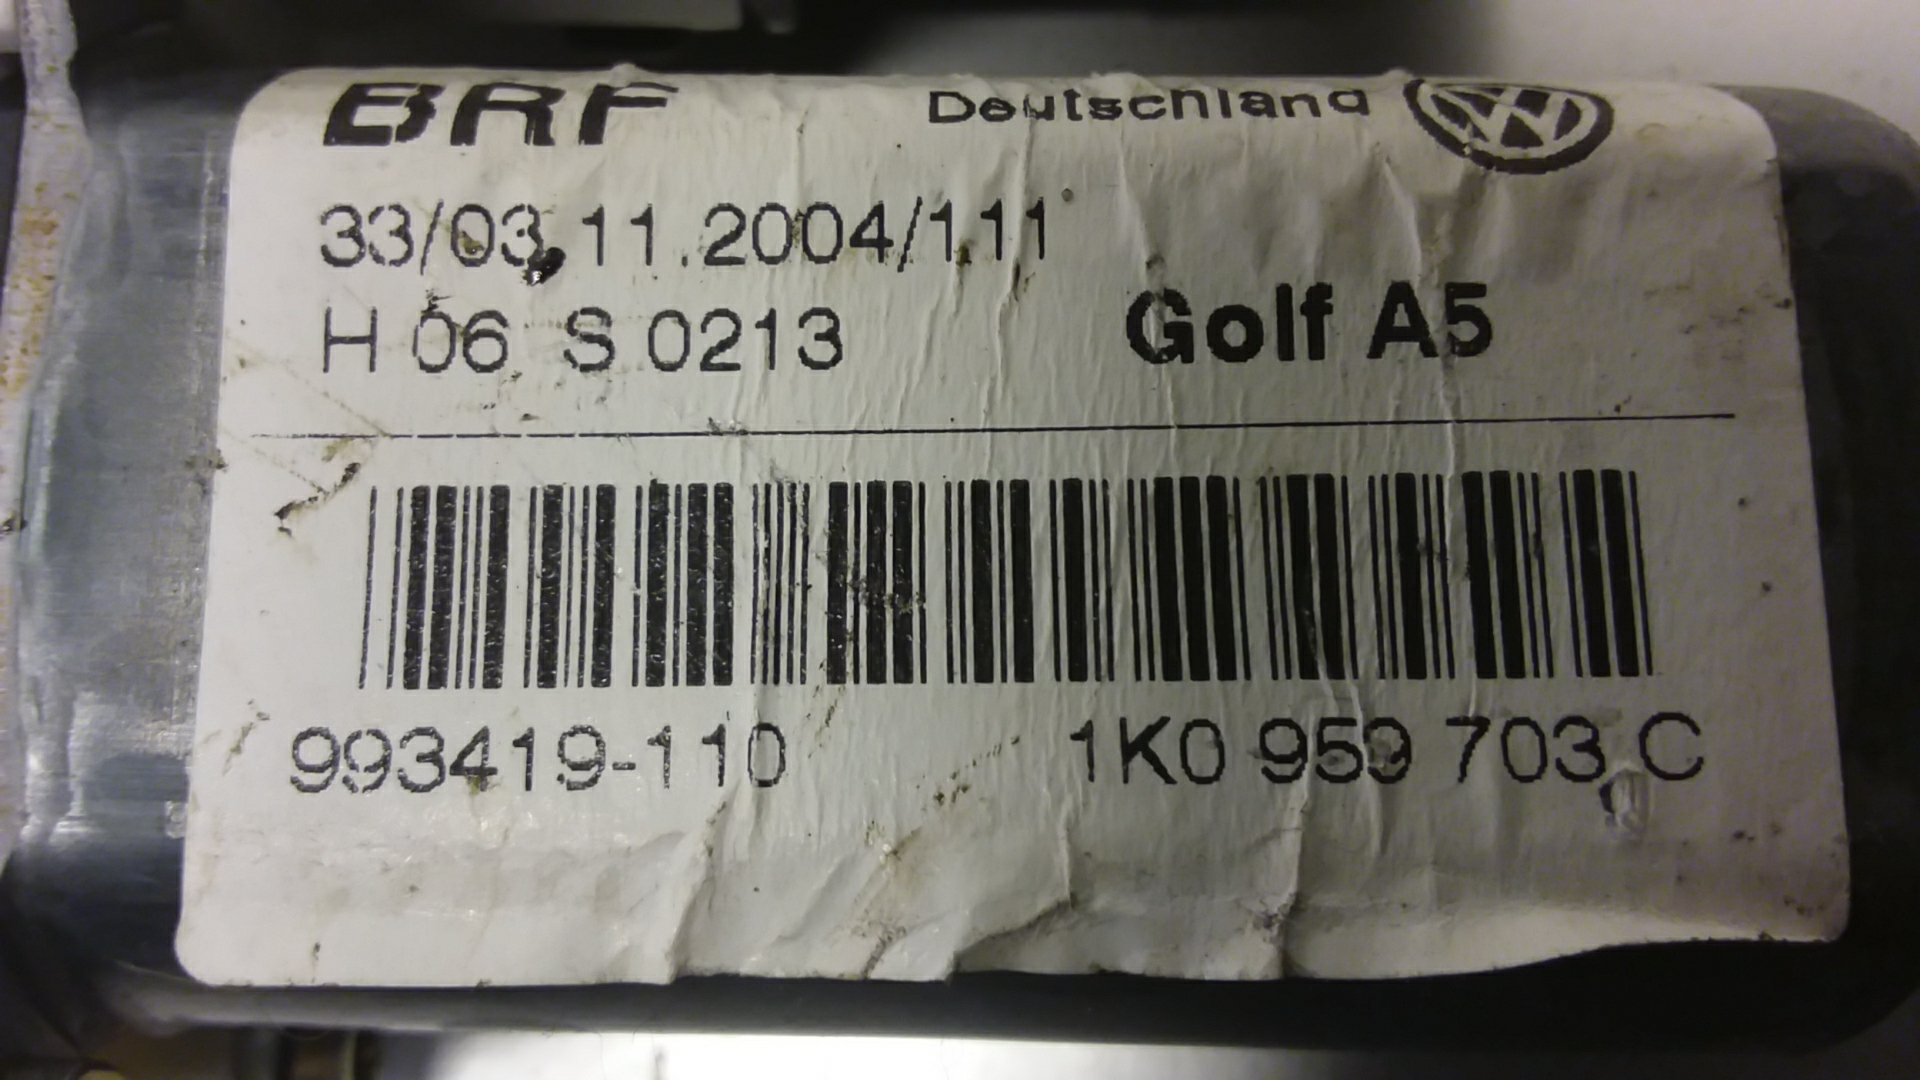 BRF Deutschland
33/03.11.2004/111
H 06 S 0213 Golf A5
993419-110 1K0 959 703 C